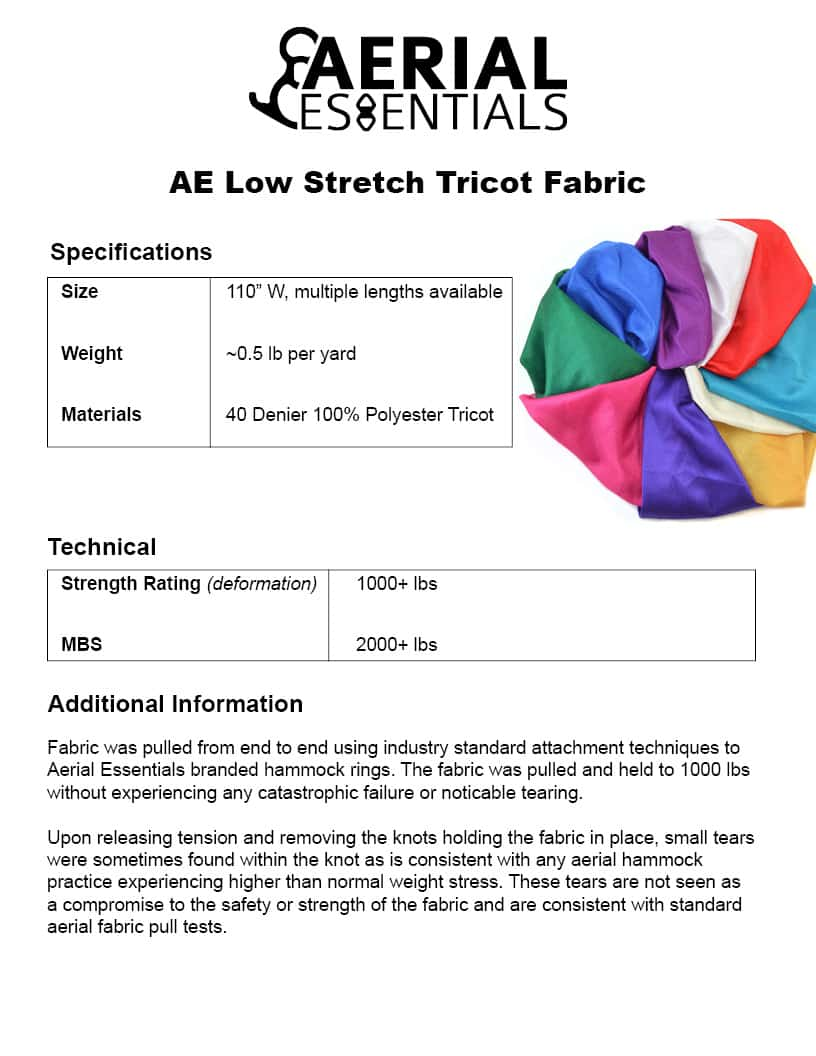 AERIAL
ESSENTIALS
AE Low Stretch Tricot Fabric
Specifications
Size 110” W, multiple lengths available
Weight ~0.5 lb per yard
Materials 40 Denier 100% Polyester Tricot
Technical
Strength Rating (deformation) 1000+ lbs
MBS 2000+ lbs
Additional Information
Fabric was pulled from end to end using industry standard attachment techniques to
Aerial Essentials branded hammock rings. The fabric was pulled and held to 1000 lbs
without experiencing any catastrophic failure or noticable tearing.
Upon releasing tension and removing the knots holding the fabric in place, small tears
were sometimes found within the knot as is consistent with any aerial hammock
practice experiencing higher than normal weight stress. These tears are not seen as
a compromise to the safety or strength of the fabric and are consistent with standard
aerial fabric pull tests.